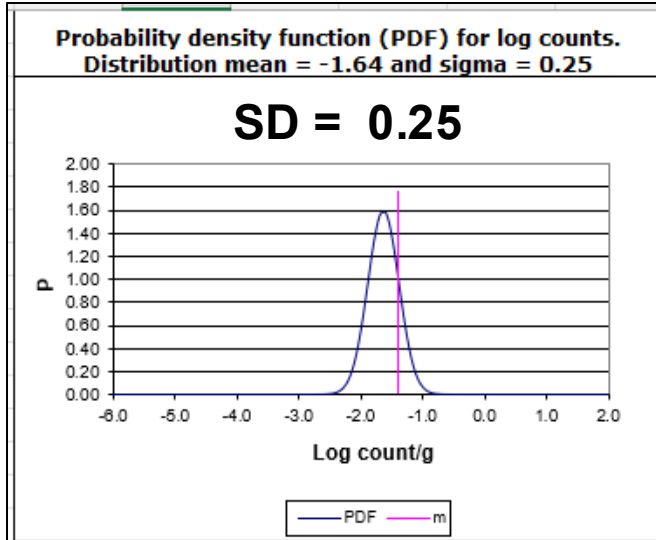 Probability density function (PDF) for log counts.
Distribution mean = -1.64 and sigma = 0.25
SD = 0.25
2.00
1.80
1.60
1.40
1.20
1.00
0.80
0.60
0.40
0.20
0.00
P
-6.0 -5.0 -4.0 -3.0 -2.0 -1.0 0.0 1.0 2.0
Log count/g
PDF m